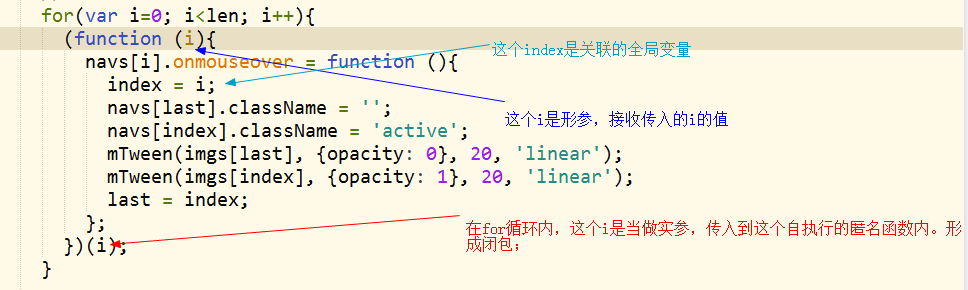 for(var i=0; i<len; i++){
(function (i){
这个index是关联的全局变量
navs[i].onmouseover = function (){
index = i;
navs[last].className = '';
这个i是形参，接收传入的i的值
navs[index].className = 'active';
mTween(imgs[last], {opacity: 0}, 20, 'linear');
mTween(imgs[index], {opacity: 1}, 20, 'linear');
last = index;
};
在for循环内，这个i是当做实参，传入到这个自执行的匿名函数内。形
成闭包；
})(i);
}